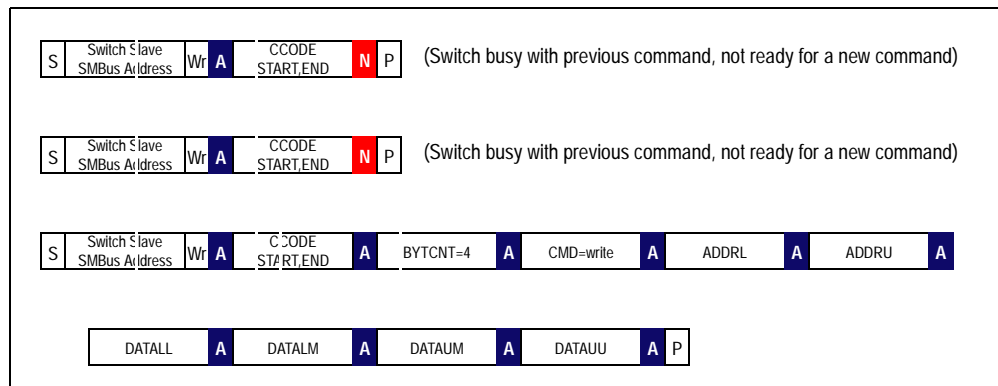 S Switch Slave SMBus Address Wr A CCODE START,END N P (Switch busy with previous command, not ready for a new command)
S Switch Slave SMBus Address Wr A CCODE START,END N P (Switch busy with previous command, not ready for a new command)
S Switch Slave SMBus Address Wr A CCODE START,END A BYTCNT=4 A CMD=write A ADDRL A ADDRU A
DATALL A DATALM A DATAUM A DATAUU A P